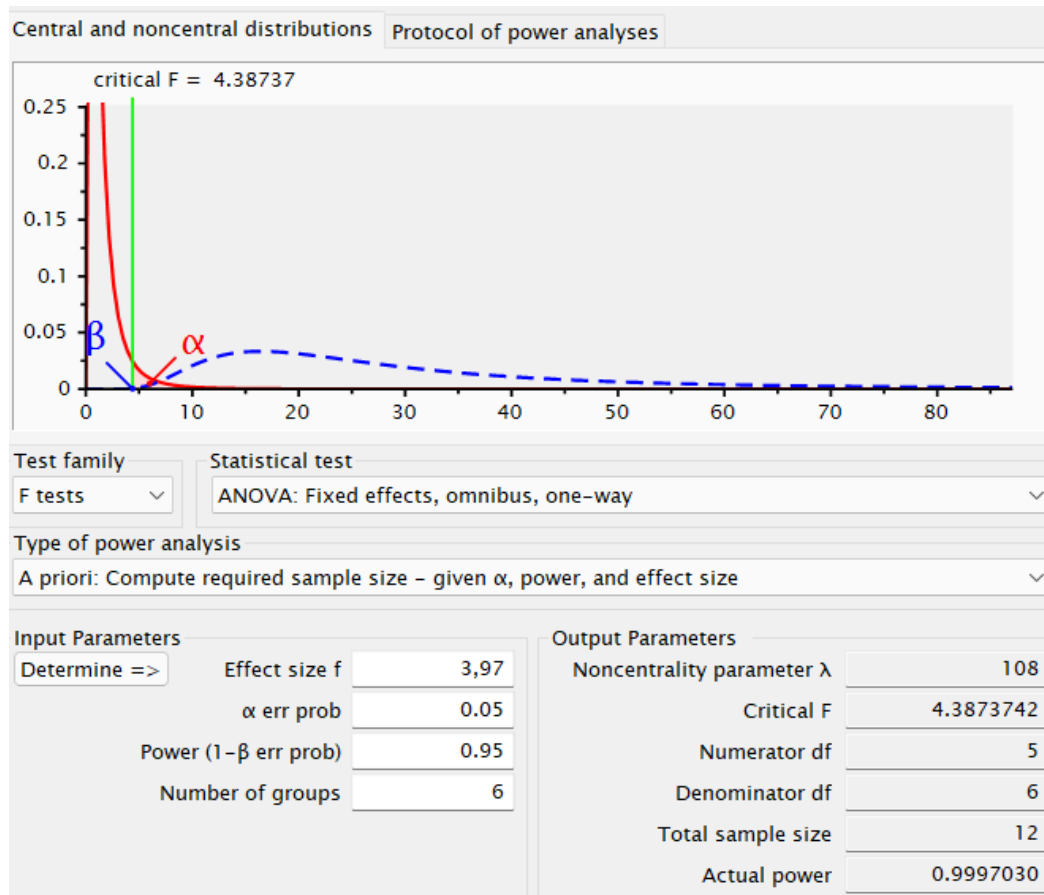 Central and noncentral distributions Protocol of power analyses
critical F = 4.38737
0.25
0.2
0.15
0.1
0.05
0
β
α
0 10 20 30 40 50 60 70 80
Test family Statistical test
F tests ANOVA: Fixed effects, omnibus, one-way
Type of power analysis
A priori: Compute required sample size - given α, power, and effect size
Input Parameters Output Parameters
Determine => Effect size f 3,97 Noncentrality parameter λ 108
α err prob 0.05 Critical F 4.3873742
Power (1-β err prob) 0.95 Numerator df 5
Number of groups 6 Denominator df 6
Total sample size 12
Actual power 0.9997030